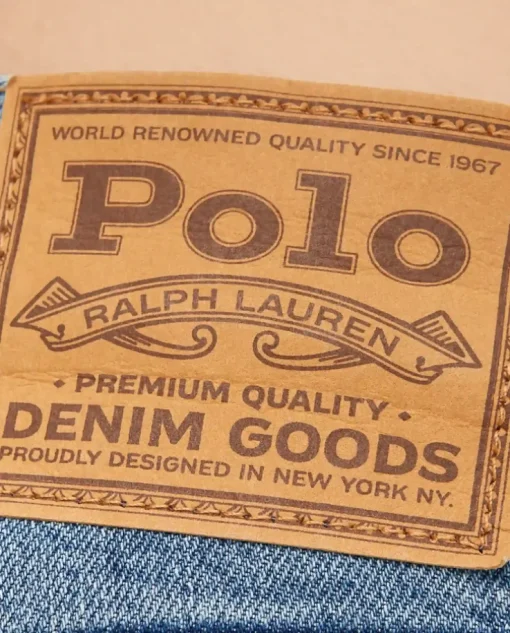 WORLD RENOWNED QUALITY SINCE 1967
Polo
RALPH LAUREN
• PREMIUM QUALITY •
DENIM GOODS
PROUDLY DESIGNED IN NEW YORK NY.